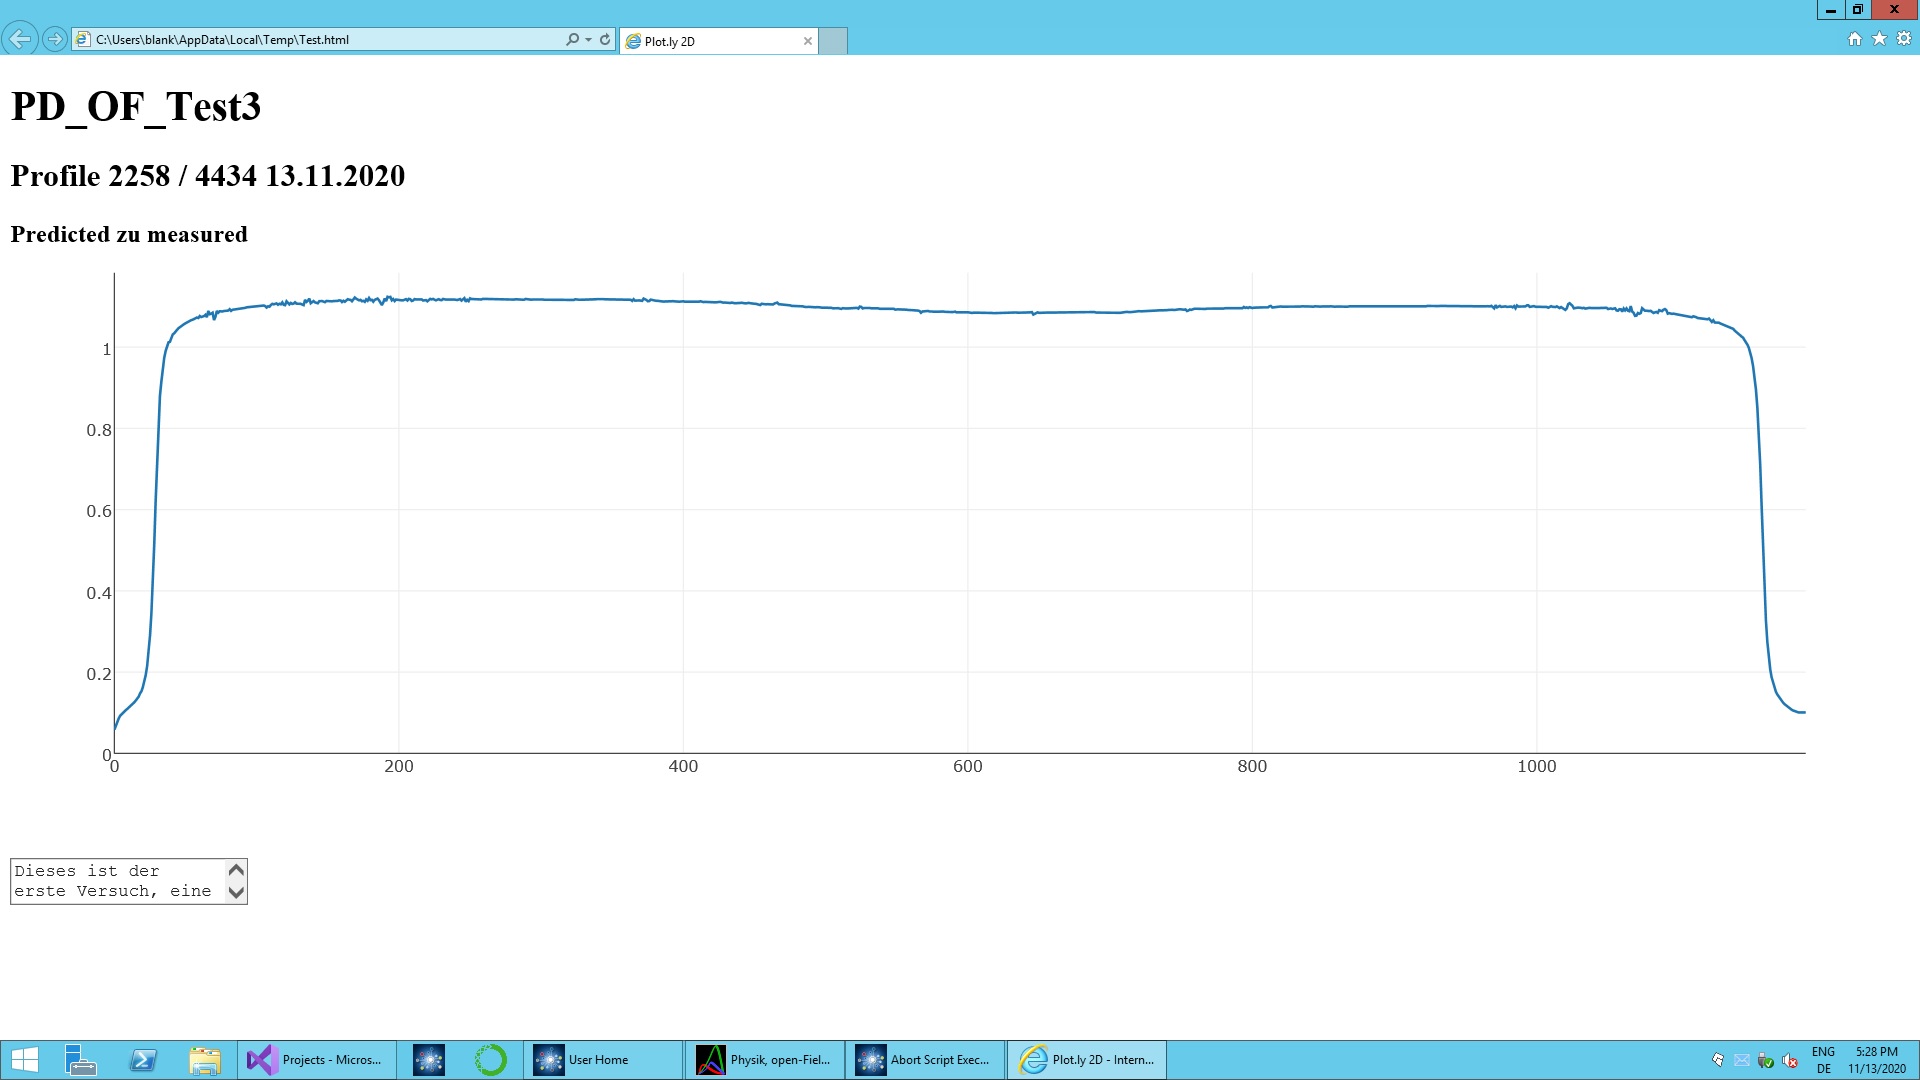 C:\Users\blank\AppData\Local\Temp\Test.html
Plot.ly 2D
PD_OF_Test3
Profile 2258 / 4434 13.11.2020
Predicted zu measured
1
0.8
0.6
0.4
0.2
0
0 200 400 600 800 1000
Dieses ist der
erste Versuch, eine
Projects - Micros...
User Home
Physik, open-Fiel...
Abort Script Exec...
Plot.ly 2D - Intern...
ENG
DE
5:28 PM
11/13/2020